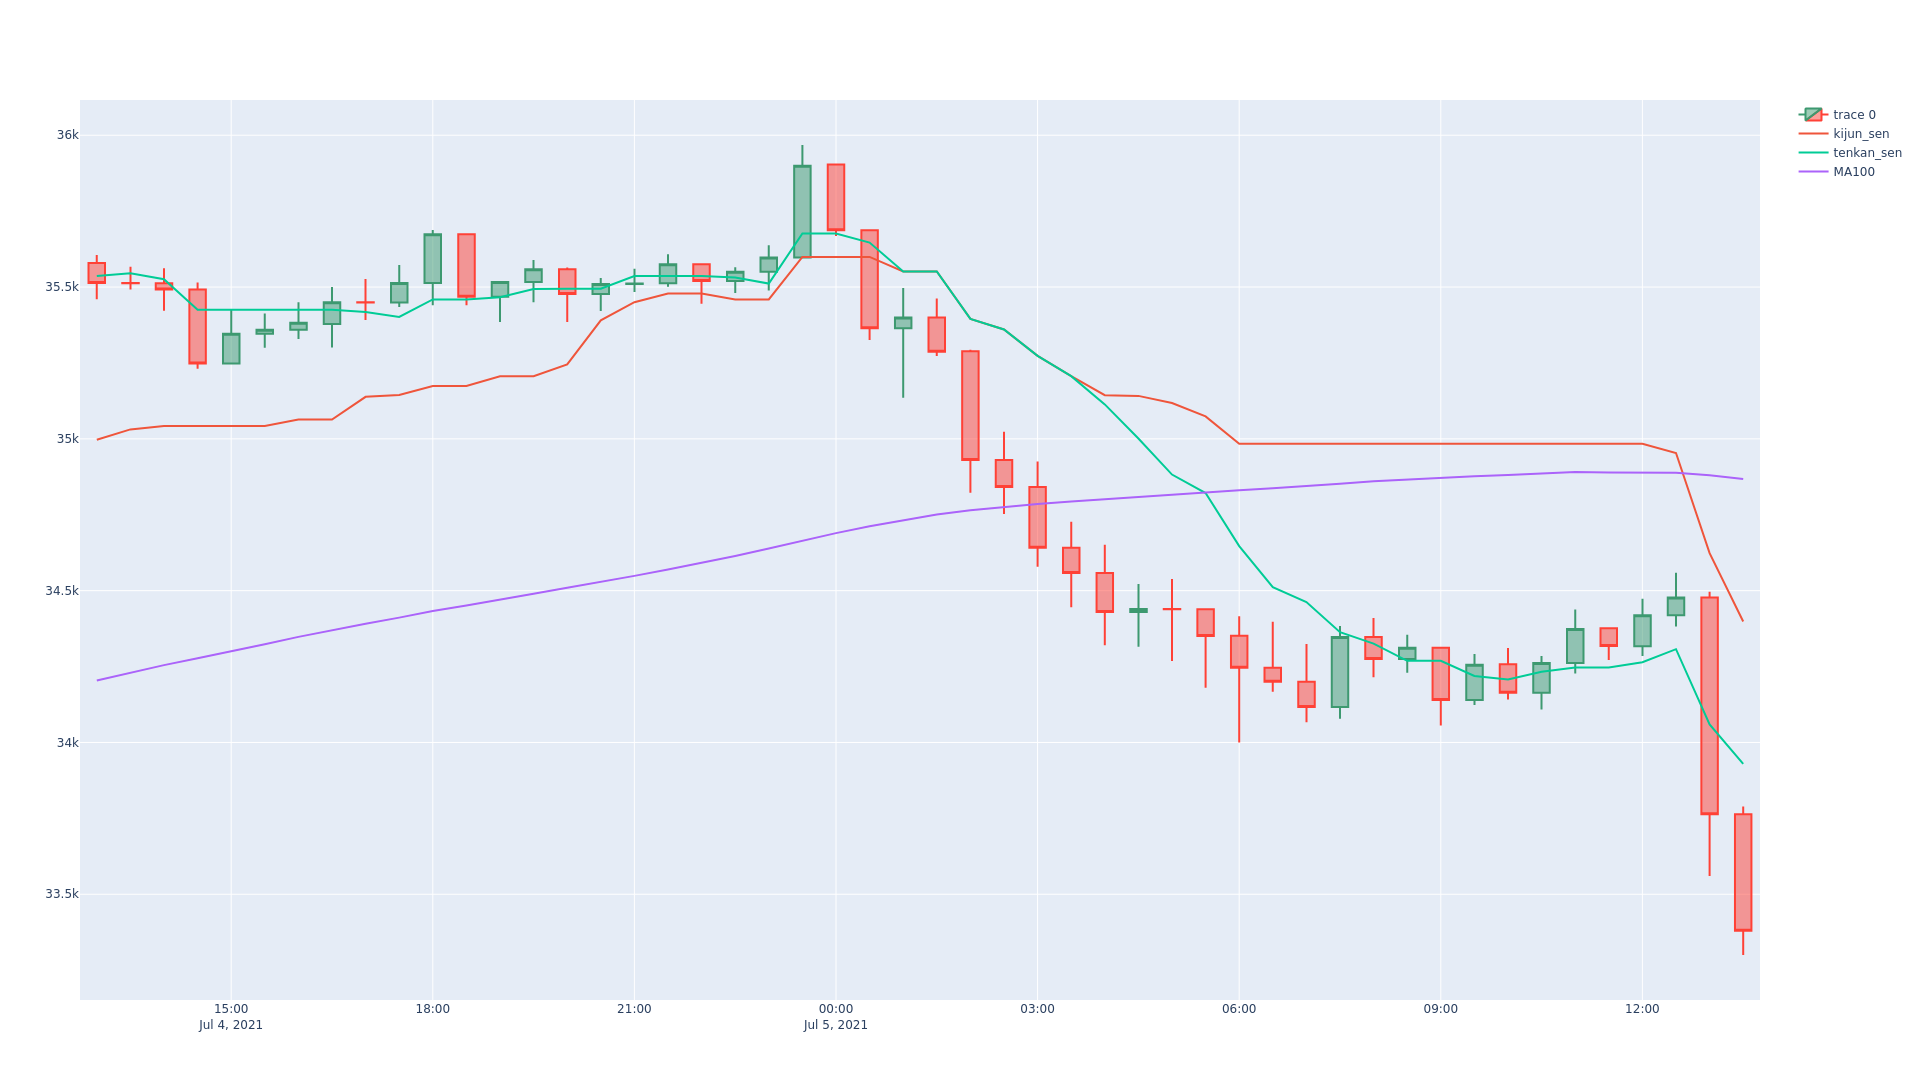 36k
35.5k
35k
34.5k
34k
33.5k
15:00
Jul 4, 2021
18:00
21:00
00:00
Jul 5, 2021
03:00
06:00
09:00
12:00
trace 0
kijun_sen
tenkan_sen
MA100